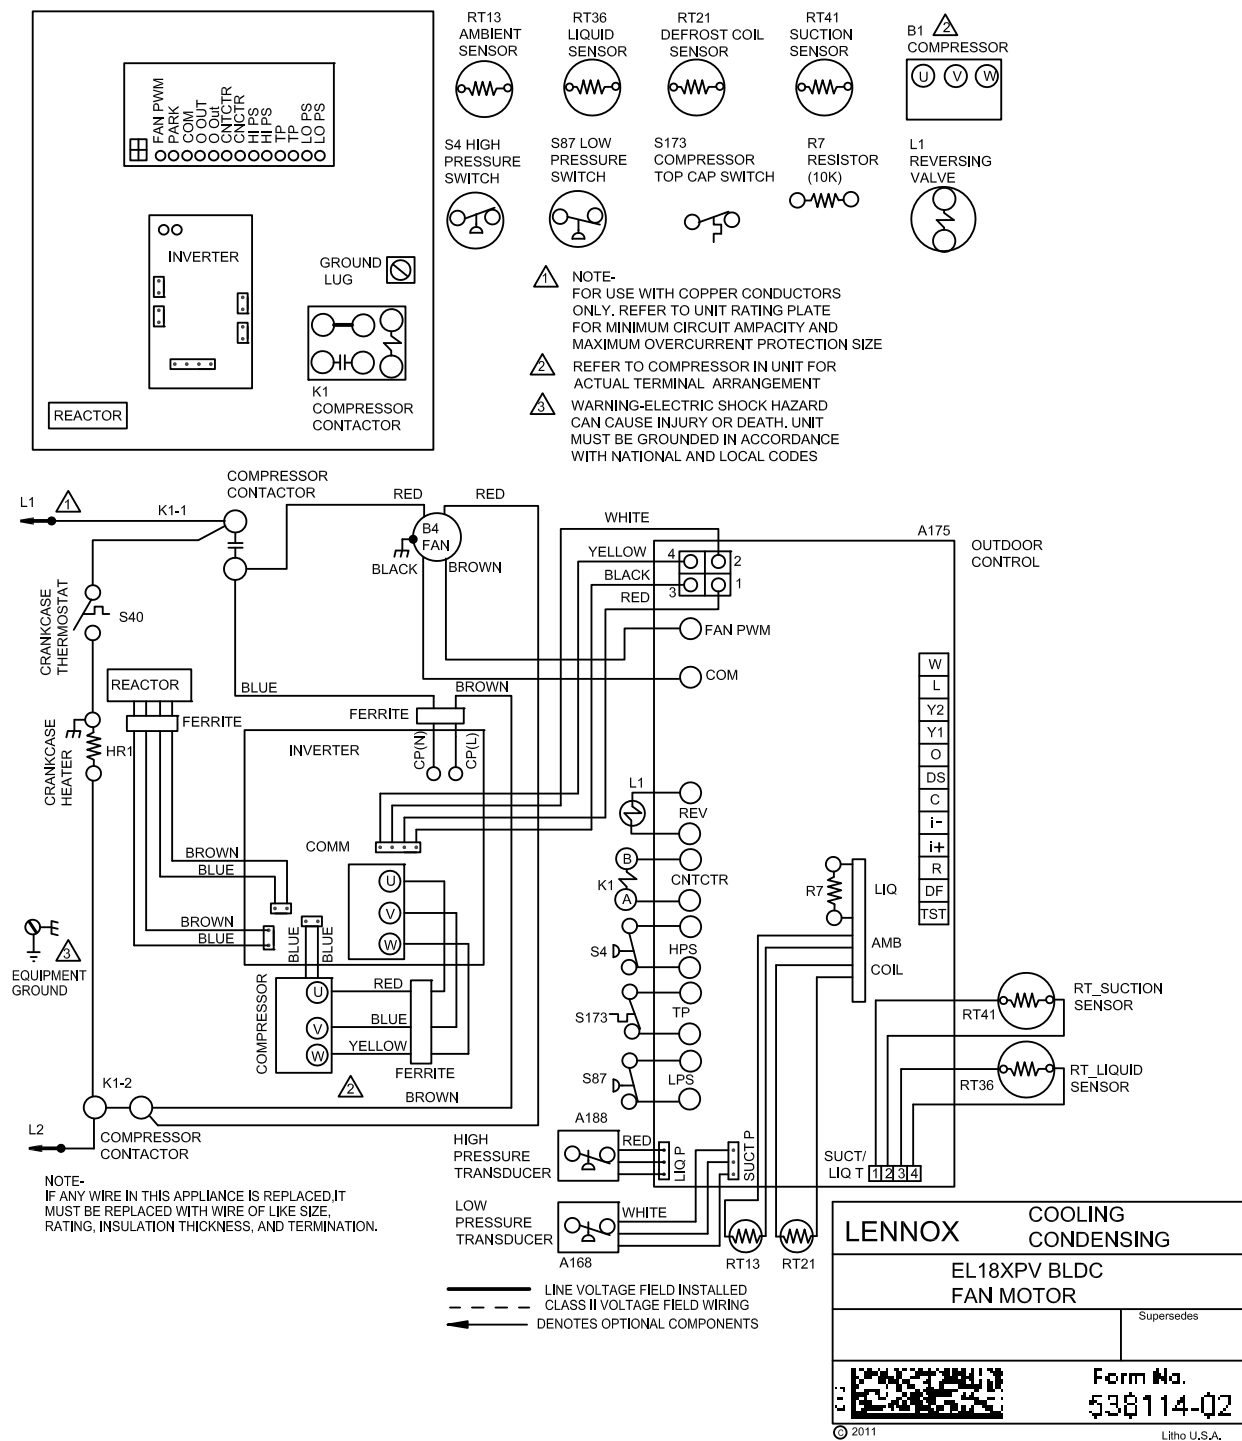 RT13
AMBIENT
SENSOR
RT36
LIQUID
SENSOR
RT21
DEFROST COIL
SENSOR
RT41
SUCTION
SENSOR
B1 2
COMPRESSOR
U V W
FAN PWM
PARK
COM
O OUT
O Out
CNTCTR
CNCTR
HI PS
HI PS
TP
TP
LO PS
LO PS
S4 HIGH
PRESSURE
SWITCH
S87 LOW
PRESSURE
SWITCH
S173
COMPRESSOR
TOP CAP SWITCH
R7
RESISTOR
(10K)
L1
REVERSING
VALVE
INVERTER
GROUND
LUG
K1
COMPRESSOR
CONTACTOR
REACTOR
1 NOTE-
FOR USE WITH COPPER CONDUCTORS
ONLY. REFER TO UNIT RATING PLATE
FOR MINIMUM CIRCUIT AMPACITY AND
MAXIMUM OVERCURRENT PROTECTION SIZE
2 REFER TO COMPRESSOR IN UNIT FOR
ACTUAL TERMINAL ARRANGEMENT
3 WARNING-ELECTRIC SHOCK HAZARD
CAN CAUSE INJURY OR DEATH. UNIT
MUST BE GROUNDED IN ACCORDANCE
WITH NATIONAL AND LOCAL CODES
COMPRESSOR
CONTACTOR
L1 1
K1-1
RED
RED
B4
FAN
BLACK
BROWN
WHITE
YELLOW
BLACK
RED
4
2
3
1
A175
OUTDOOR
CONTROL
FAN PWM
COM
CRANKCASE
THERMOSTAT
S40
REACTOR
FERRITE
BLUE
BROWN
FERRITE
CRANKCASE
HEATER
HR1
INVERTER
CP(N)
CP(L)
W
L
Y2
Y1
O
DS
C
i-
i+
R
DF
TST
L1
REV
COMM
B
K1
A
CNTCTR
BROWN
BLUE
U
V
W
R7
LIQ
BROWN
BLUE
BLUE
BLUE
S4
HPS
AMB
COIL
3
EQUIPMENT
GROUND
COMPRESSOR
U
V
W
RED
BLUE
YELLOW
FERRITE
2
S173
TP
S87
LPS
RT41
RT_SUCTION
SENSOR
RT36
RT_LIQUID
SENSOR
K1-2
BROWN
L2
COMPRESSOR
CONTACTOR
A188
HIGH
PRESSURE
TRANSDUCER
RED
LIQ P
SUCT P
SUCT/
LIQ T
1 2 3 4
LOW
PRESSURE
TRANSDUCER
WHITE
A168
RT13
RT21
NOTE-
IF ANY WIRE IN THIS APPLIANCE IS REPLACED,IT
MUST BE REPLACED WITH WIRE OF LIKE SIZE,
RATING, INSULATION THICKNESS, AND TERMINATION.
LINE VOLTAGE FIELD INSTALLED
CLASS II VOLTAGE FIELD WIRING
DENOTES OPTIONAL COMPONENTS
LENNOX
COOLING
CONDENSING
EL18XPV BLDC
FAN MOTOR
Supersedes
Form No.
538114-02
© 2011
Litho U.S.A.